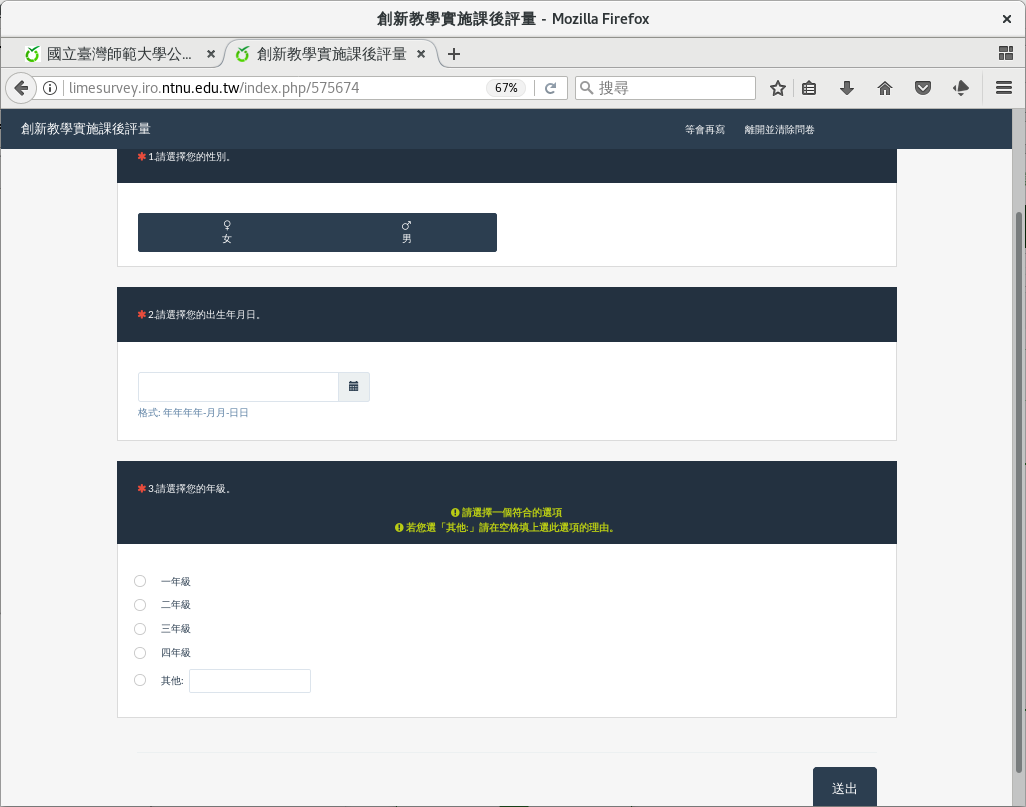 創新教學實施課後評量 - Mozilla Firefox
國立臺灣師範大學公...
創新教學實施課後評量
limesurvey.iro.ntnu.edu.tw/index.php/575674
67%
搜尋
創新教學實施課後評量
等會再寫
離開並清除問卷
1.請選擇您的性別。
女
男
2.請選擇您的出生年月日。
格式: 年年年年-月月-日日
3.請選擇您的年級。
請選擇一個符合的選項
若您選「其他:」請在空格填上選此選項的理由。
一年級
二年級
三年級
四年級
其他:
送出